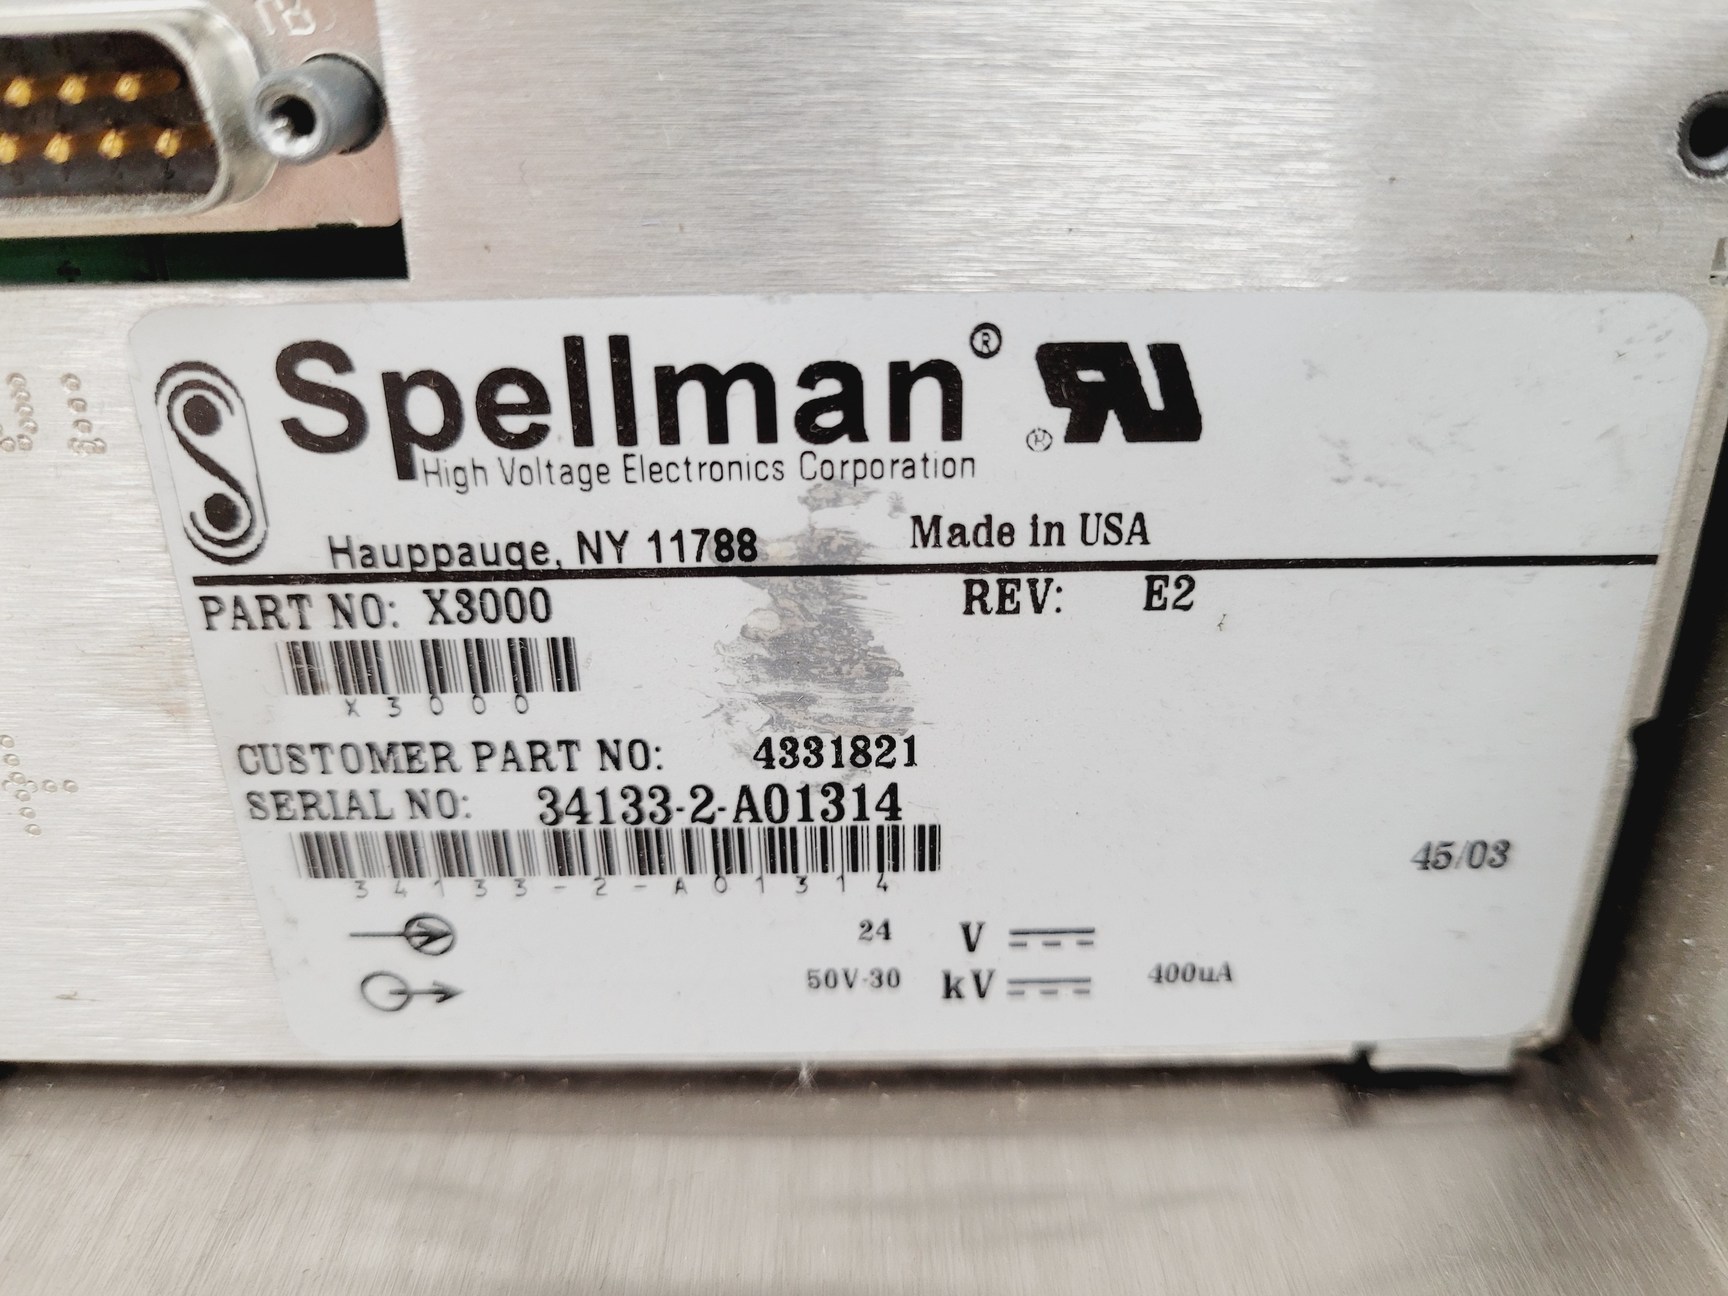 Spellman®
High Voltage Electronics Corporation
Hauppauge, NY 11788
Made in USA
PART NO: X3000
REV: E2
X3000
CUSTOMER PART NO: 4331821
SERIAL NO: 34133-2-A01314
34133-2-A01314
45/03
24 V
50V-30 kV 400uA